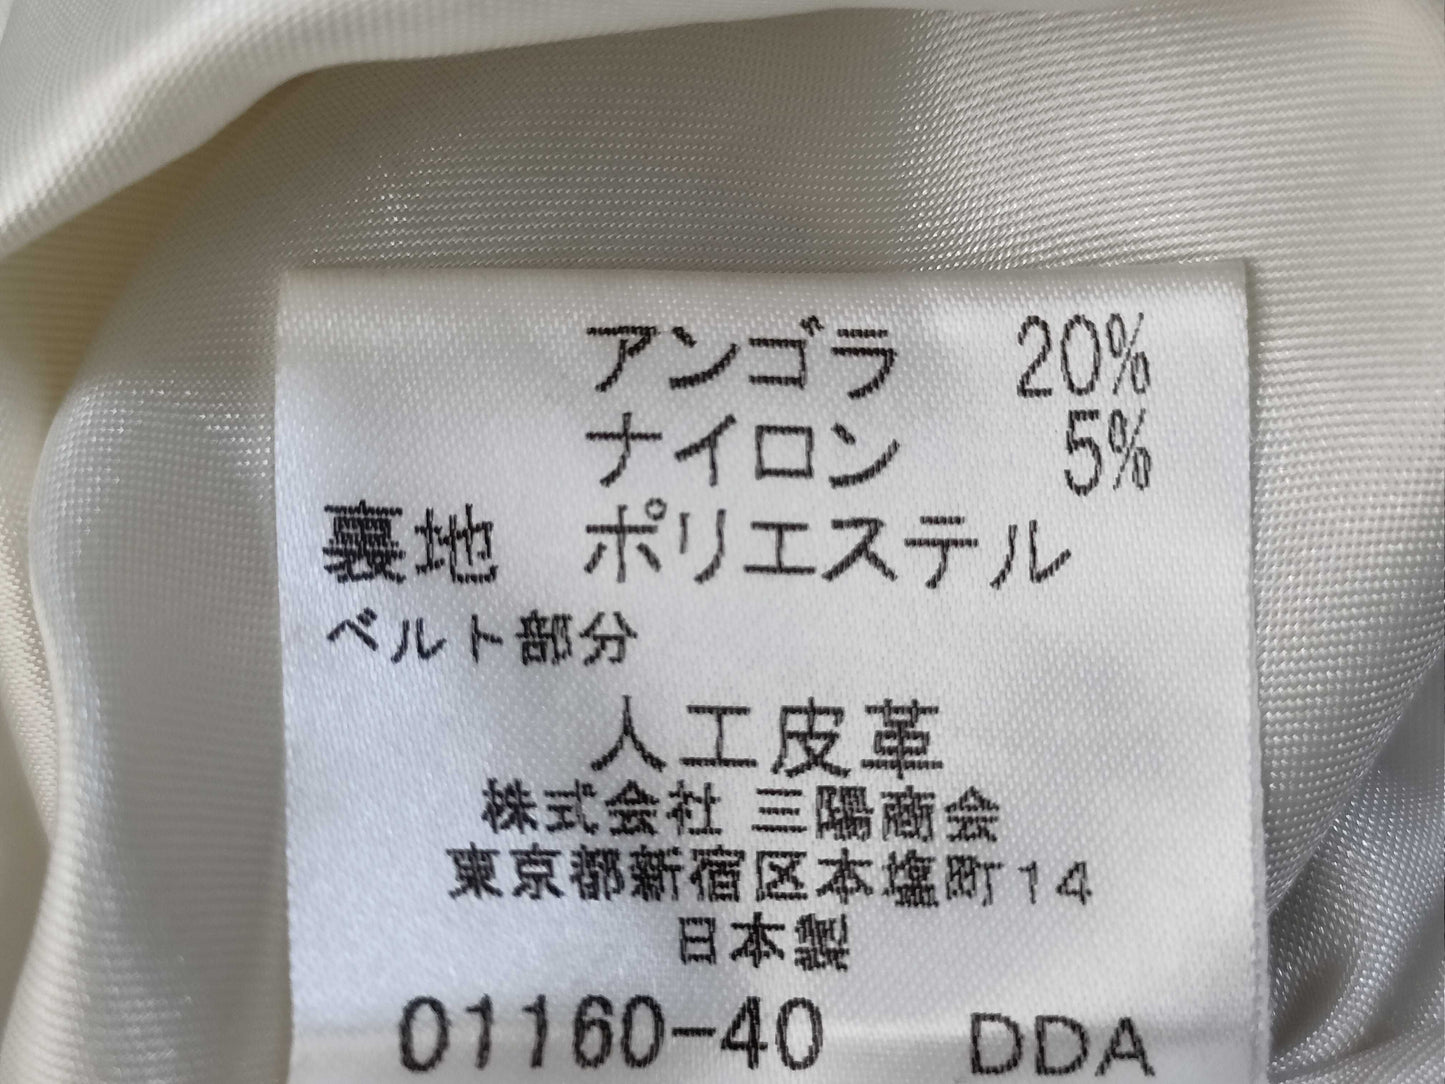 アンゴラ 20%
ナイロン 5%
裏地 ポリエステル
ベルト部分
人工皮革
株式会社 三陽商会
東京都新宿区本塩町14
日本製
01160-40 DDA